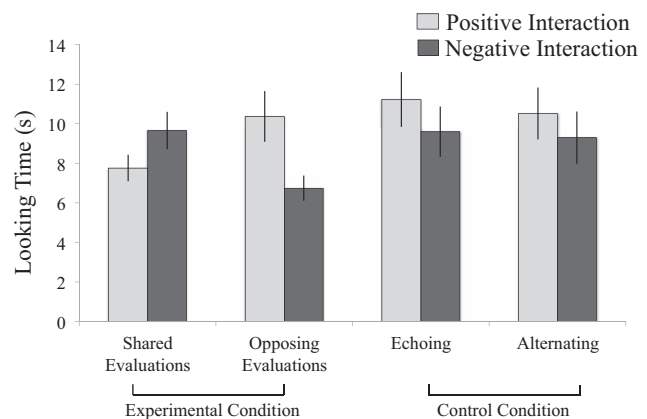 Positive Interaction
Negative Interaction
14
12
10
8
6
4
2
0
Looking Time (s)
Shared
Evaluations
Opposing
Evaluations
Echoing
Alternating
Experimental Condition
Control Condition